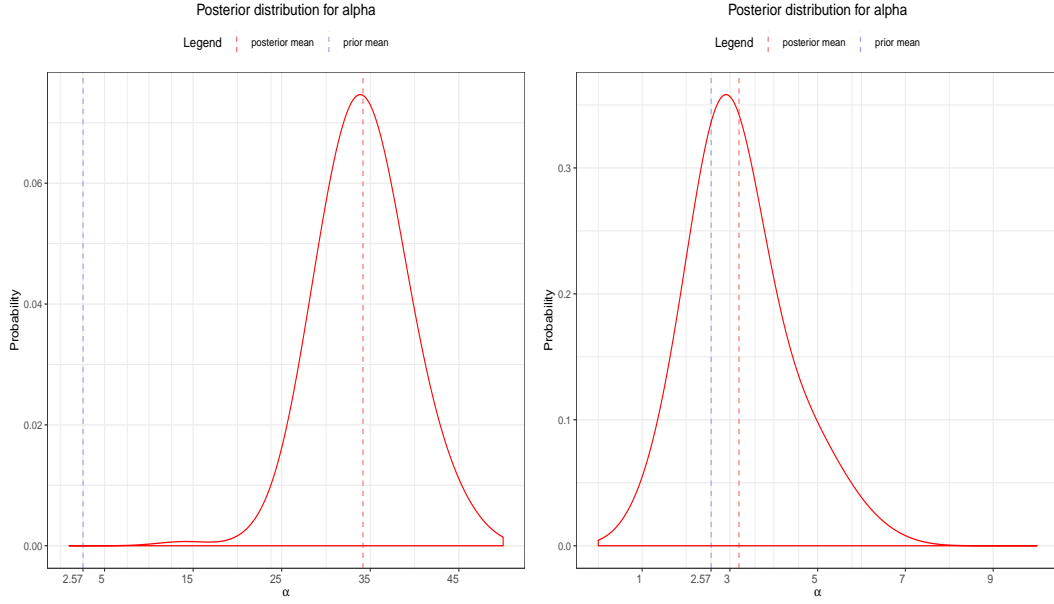 Posterior distribution for alpha
Legend posterior mean prior mean
Probability
0.06
0.04
0.02
0.00
2.57 5 15 25 35 45
α
Posterior distribution for alpha
Legend posterior mean prior mean
Probability
0.3
0.2
0.1
0.0
1 2.57 3 5 7 9
α